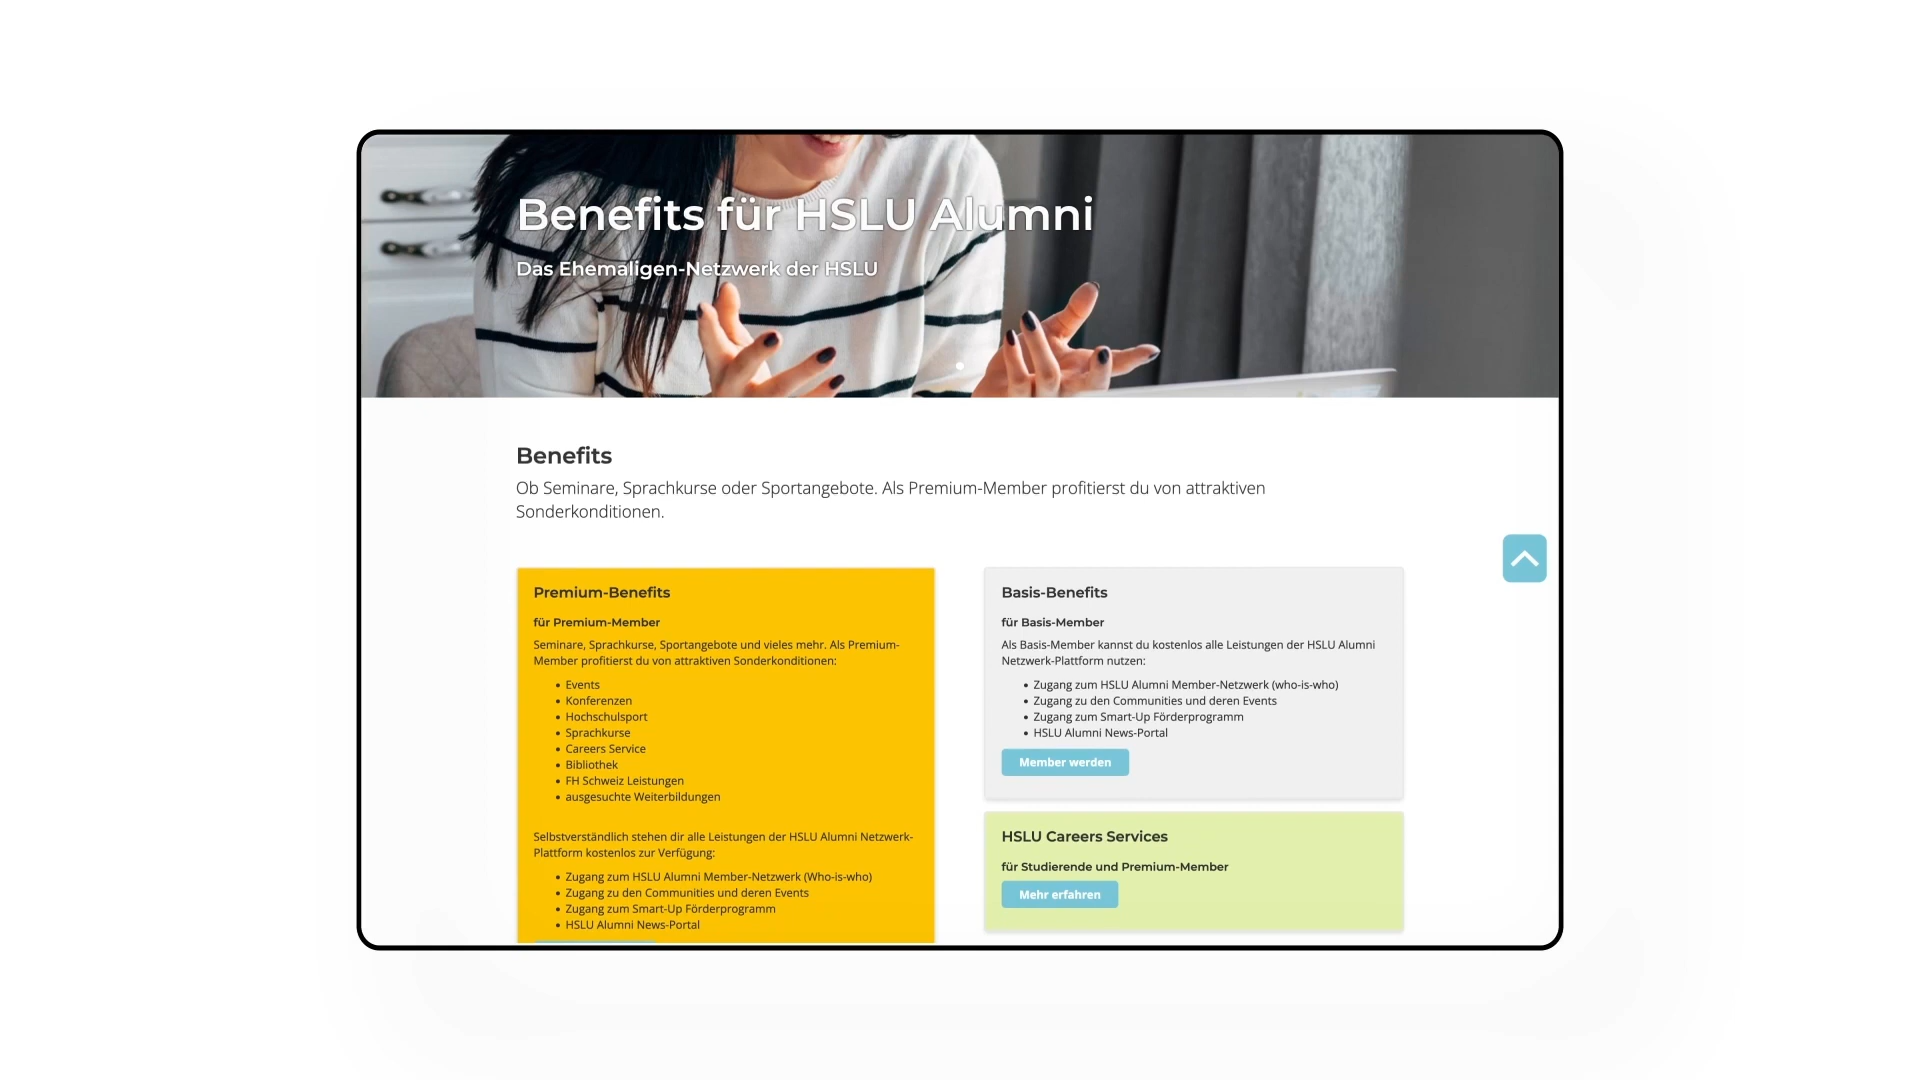 Benefits für HSLU Alumni
Das Ehemaligen-Netzwerk der HSLU
Benefits
Ob Seminare, Sprachkurse oder Sportangebote. Als Premium-Member profitierst du von attraktiven
Sonderkonditionen.
Premium-Benefits
für Premium-Member
Seminare, Sprachkurse, Sportangebote und vieles mehr. Als Premium-
Member profitierst du von attraktiven Sonderkonditionen:
• Events
• Konferenzen
• Hochschulsport
• Sprachkurse
• Careers Service
• Bibliothek
• FH Schweiz Leistungen
• ausgesuchte Weiterbildungen
Selbstverständlich stehen dir alle Leistungen der HSLU Alumni Netzwerk-
Plattform kostenlos zur Verfügung:
• Zugang zum HSLU Alumni Member-Netzwerk (Who-is-who)
• Zugang zu den Communities und deren Events
• Zugang zum Smart-Up Förderprogramm
• HSLU Alumni News-Portal
Basis-Benefits
für Basis-Member
Als Basis-Member kannst du kostenlos alle Leistungen der HSLU Alumni
Netzwerk-Plattform nutzen:
• Zugang zum HSLU Alumni Member-Netzwerk (who-is-who)
• Zugang zu den Communities und deren Events
• Zugang zum Smart-Up Förderprogramm
• HSLU Alumni News-Portal
Member werden
HSLU Careers Services
für Studierende und Premium-Member
Mehr erfahren